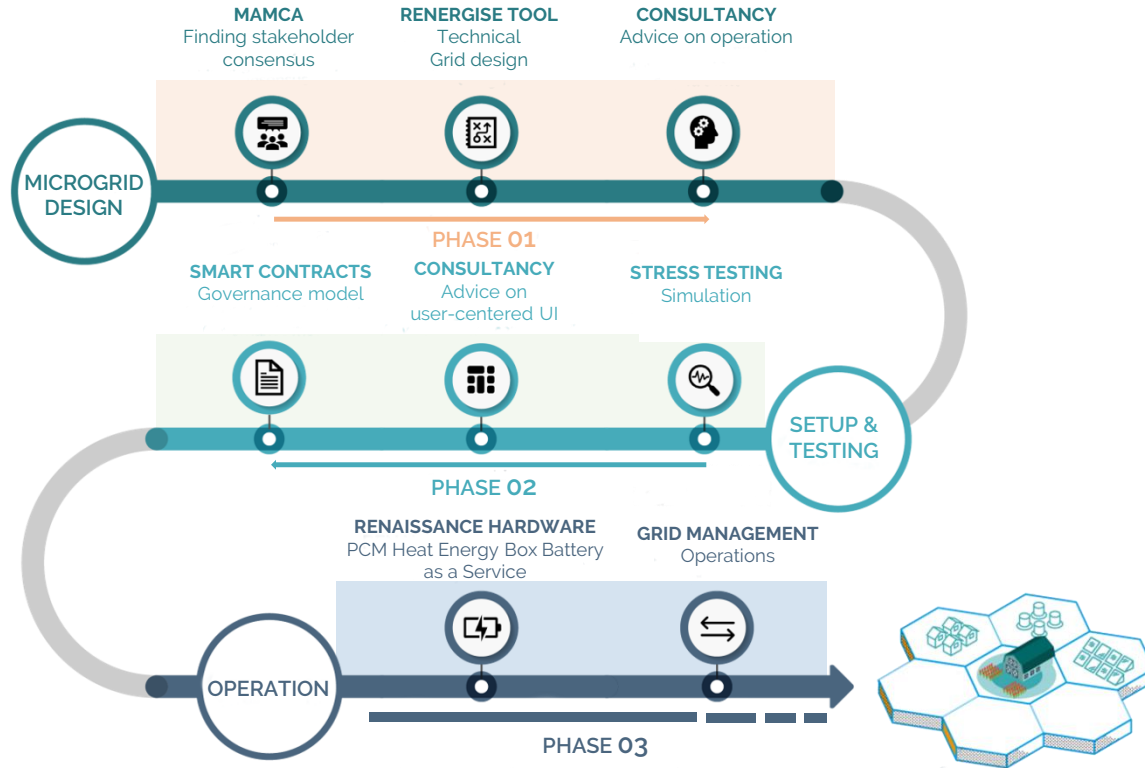 MAMCA
Finding stakeholder
consensus
RENERGISE TOOL
Technical
Grid design
CONSULTANCY
Advice on operation
MICROGRID
DESIGN
PHASE 01
SMART CONTRACTS
Governance model
CONSULTANCY
Advice on
user-centered UI
STRESS TESTING
Simulation
SETUP &
TESTING
PHASE 02
RENAISSANCE HARDWARE
PCM Heat Energy Box Battery
as a Service
GRID MANAGEMENT
Operations
OPERATION
PHASE 03